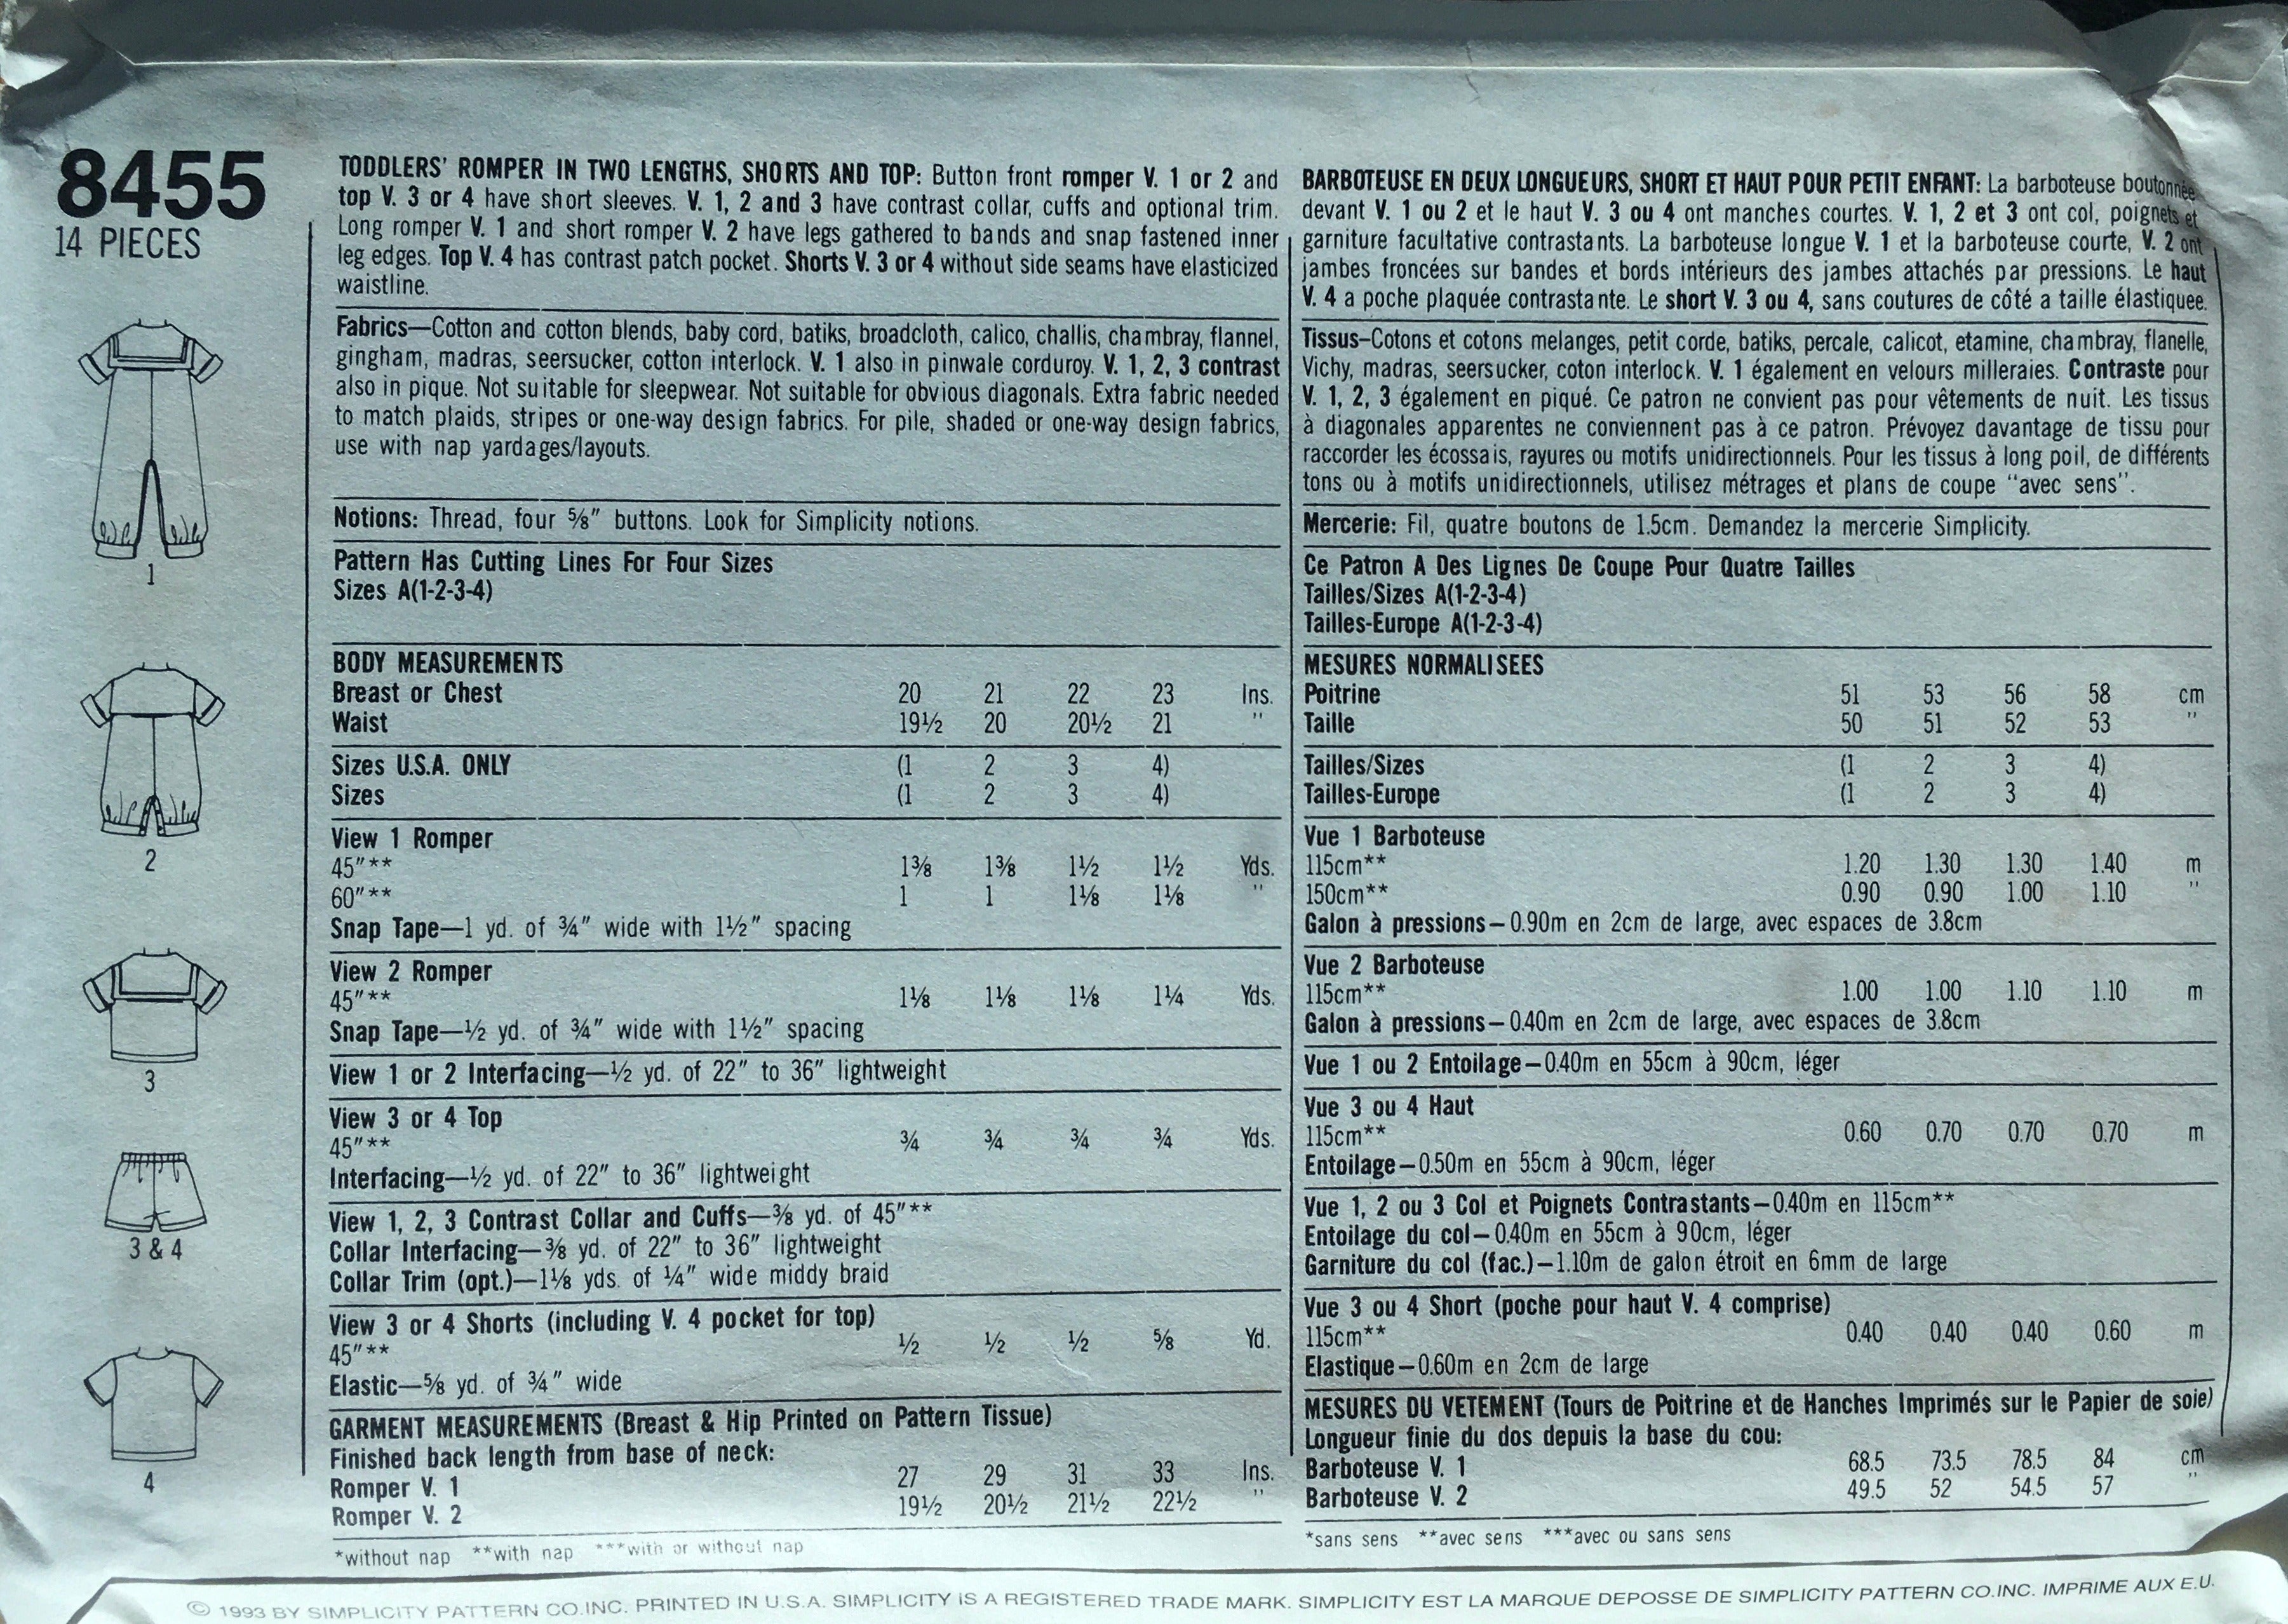 8455
14 PIECES
1
2
3
3 & 4
4
TODDLERS' ROMPER IN TWO LENGTHS, SHORTS AND TOP: Button front romper V. 1 or 2 and
top V. 3 or 4 have short sleeves. V. 1, 2 and 3 have contrast collar, cuffs and optional trim.
Long romper V. 1 and short romper V. 2 have legs gathered to bands and snap fastened inner
leg edges. Top V. 4 has contrast patch pocket. Shorts V. 3 or 4 without side seams have elasticized
waistline.
Fabrics—Cotton and cotton blends, baby cord, batiks, broadcloth, calico, challis, chambray, flannel,
gingham, madras, seersucker, cotton interlock. V. 1 also in pinwale corduroy. V. 1, 2, 3 contrast
also in pique. Not suitable for sleepwear. Not suitable for obvious diagonals. Extra fabric needed
to match plaids, stripes or one-way design fabrics. For pile, shaded or one-way design fabrics,
use with nap yardages/layouts.
Notions: Thread, four 5/8" buttons. Look for Simplicity notions.
Pattern Has Cutting Lines For Four Sizes
Sizes A(1-2-3-4)
BODY MEASUREMENTS
Breast or Chest 20 21 22 23 Ins.
Waist 19½ 20 20½ 21 "
Sizes U.S.A. ONLY (1 2 3 4)
Sizes (1 2 3 4)
View 1 Romper
45"** 1⅜ 1⅜ 1½ 1½ Yds.
60"** 1 1 1⅛ 1⅛ "
Snap Tape—1 yd. of ¾" wide with 1½" spacing
View 2 Romper
45"** 1⅛ 1⅛ 1⅛ 1¼ Yds.
Snap Tape—½ yd. of ¾" wide with 1½" spacing
View 1 or 2 Interfacing—½ yd. of 22" to 36" lightweight
View 3 or 4 Top
45"** ¾ ¾ ¾ ¾ Yds.
Interfacing—½ yd. of 22" to 36" lightweight
View 1, 2, 3 Contrast Collar and Cuffs—⅜ yd. of 45"**
Collar Interfacing—⅜ yd. of 22" to 36" lightweight
Collar Trim (opt.)—1⅛ yds. of ¼" wide middy braid
View 3 or 4 Shorts (including V. 4 pocket for top)
45"** ½ ½ ½ ⅝ Yd.
Elastic—⅝ yd. of ¾" wide
GARMENT MEASUREMENTS (Breast & Hip Printed on Pattern Tissue)
Finished back length from base of neck:
Romper V. 1 27 29 31 33 Ins.
Romper V. 2 19½ 20½ 21½ 22½ "
*without nap **with nap ***with or without nap
BARBOTEUSE EN DEUX LONGUEURS, SHORT ET HAUT POUR PETIT ENFANT: La barboteuse boutonnée
devant V. 1 ou 2 et le haut V. 3 ou 4 ont manches courtes. V. 1, 2 et 3 ont col, poignets et
garniture facultative contrastants. La barboteuse longue V. 1 et la barboteuse courte, V. 2 ont
jambes froncées sur bandes et bords intérieurs des jambes attachés par pressions. Le haut
V. 4 a poche plaquée contrastante. Le short V. 3 ou 4, sans coutures de côté a taille élastiquee.
Tissus—Cotons et cotons melanges, petit corde, batiks, percale, calicot, etamine, chambray, flanelle,
Vichy, madras, seersucker, coton interlock. V. 1 également en velours milleraies. Contraste pour
V. 1, 2, 3 également en piqué. Ce patron ne convient pas pour vêtements de nuit. Les tissus
à diagonales apparentes ne conviennent pas à ce patron. Prévoyez davantage de tissu pour
raccorder les écossais, rayures ou motifs unidirectionnels. Pour les tissus à long poil, de différents
tons ou à motifs unidirectionnels, utilisez métrages et plans de coupe "avec sens".
Mercerie: Fil, quatre boutons de 1.5cm. Demandez la mercerie Simplicity.
Ce Patron A Des Lignes De Coupe Pour Quatre Tailles
Tailles/Sizes A(1-2-3-4)
Tailles-Europe A(1-2-3-4)
MESURES NORMALISEES
Poitrine 51 53 56 58 cm
Taille 50 51 52 53 "
Tailles/Sizes (1 2 3 4)
Tailles-Europe (1 2 3 4)
Vue 1 Barboteuse
115cm** 1.20 1.30 1.30 1.40 m
150cm** 0.90 0.90 1.00 1.10 "
Galon à pressions—0.90m en 2cm de large, avec espaces de 3.8cm
Vue 2 Barboteuse
115cm** 1.00 1.00 1.10 1.10 m
Galon à pressions—0.40m en 2cm de large, avec espaces de 3.8cm
Vue 1 ou 2 Entoilage—0.40m en 55cm à 90cm, léger
Vue 3 ou 4 Haut
115cm** 0.60 0.70 0.70 0.70 m
Entoilage—0.50m en 55cm à 90cm, léger
Vue 1, 2 ou 3 Col et Poignets Contrastants—0.40m en 115cm**
Entoilage du col—0.40m en 55cm à 90cm, léger
Garniture du col (fac.)—1.10m de galon étroit en 6mm de large
Vue 3 ou 4 Short (poche pour haut V. 4 comprise)
115cm** 0.40 0.40 0.40 0.60 m
Elastique—0.60m en 2cm de large
MESURES DU VETEMENT (Tours de Poitrine et de Hanches Imprimés sur le Papier de soie)
Longueur finie du dos depuis la base du cou:
Barboteuse V. 1 68.5 73.5 78.5 84 cm
Barboteuse V. 2 49.5 52 54.5 57 "
*sans sens **avec sens ***avec ou sans sens
© 1993 BY SIMPLICITY PATTERN CO.INC. PRINTED IN U.S.A. SIMPLICITY IS A REGISTERED TRADE MARK. SIMPLICITY EST LA MARQUE DEPOSSE DE SIMPLICITY PATTERN CO.INC. IMPRIME AUX E.U.